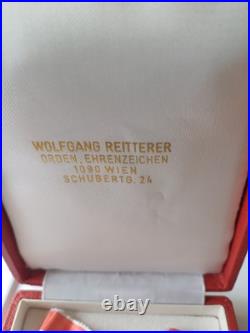 WOLFGANG REITTERER
ORDEN, EHRENZEICHEN
1090 WIEN
SCHUBERTG. 24